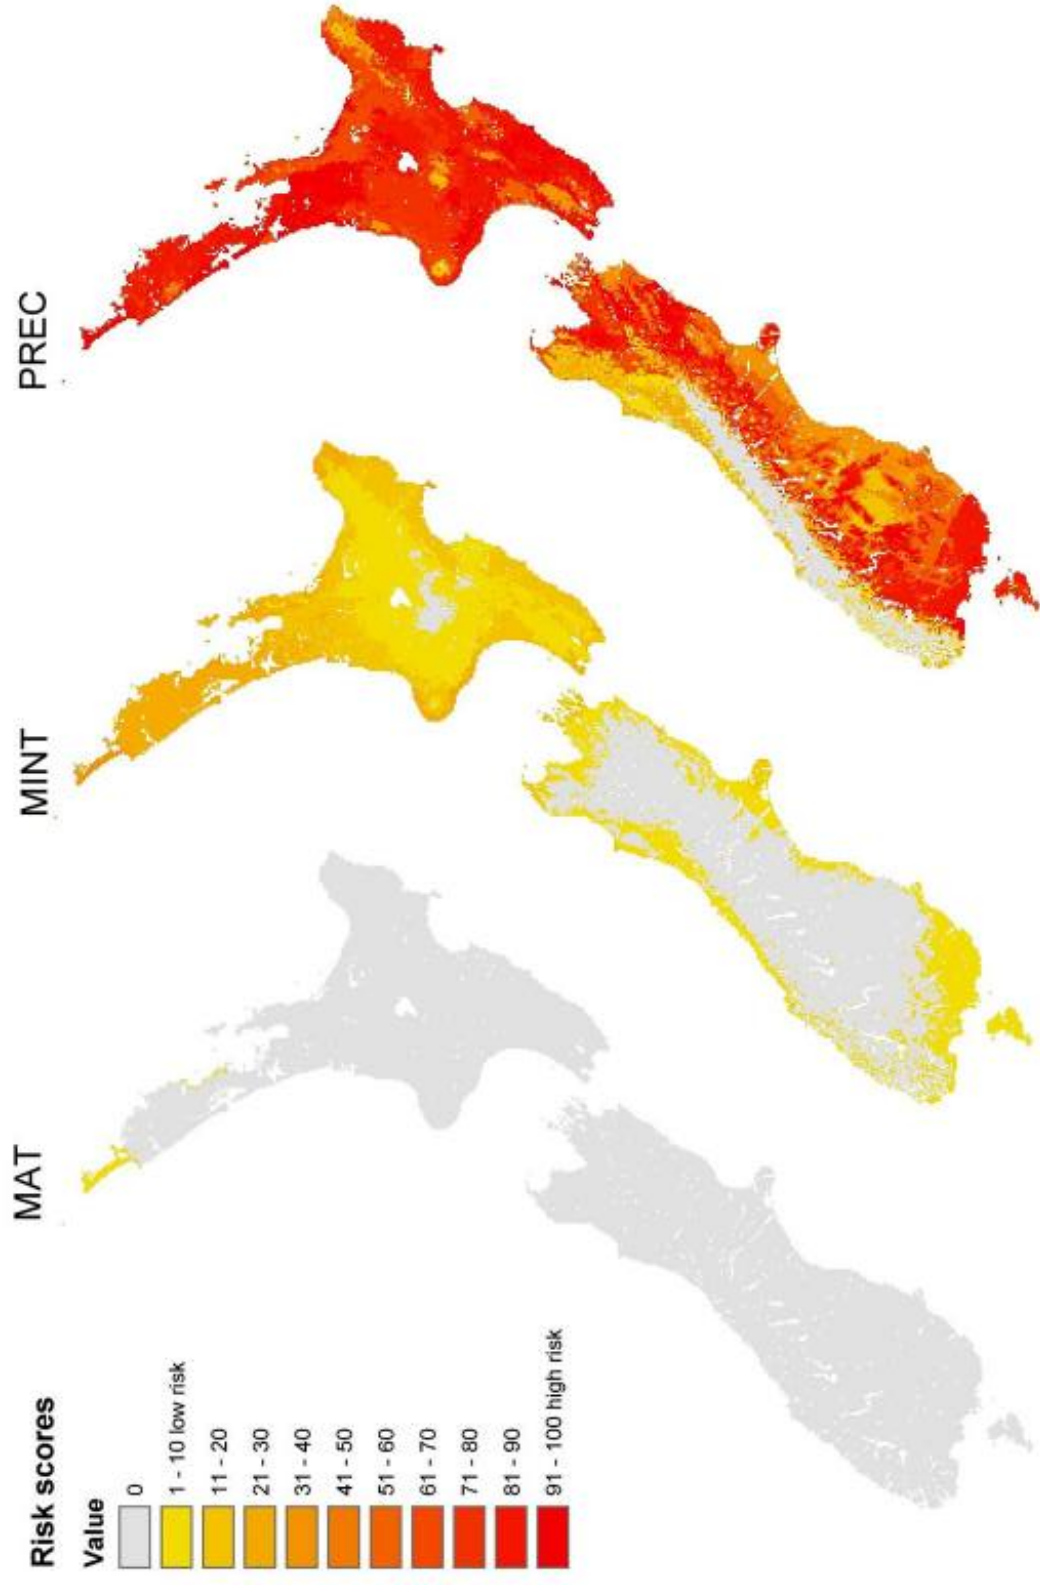 MAT
MINT
PREC
Risk scores
Value
0
1 - 10 low risk
11 - 20
21 - 30
31 - 40
41 - 50
51 - 60
61 - 70
71 - 80
81 - 90
91 - 100 high risk